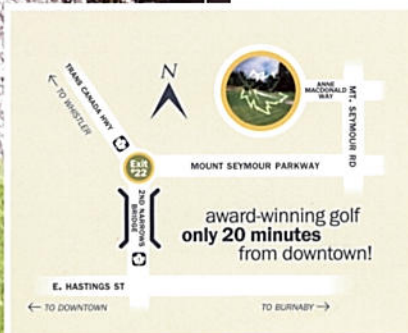 N
TRANS CANADA HWY
← TO WHISTLER
ANNE
MACDONALD
WAY
MT. SEYMOUR RD
Exit
#22
MOUNT SEYMOUR PARKWAY
2ND NARROWS
BRIDGE
award-winning golf
only 20 minutes
from downtown!
E. HASTINGS ST
← TO DOWNTOWN
TO BURNABY →